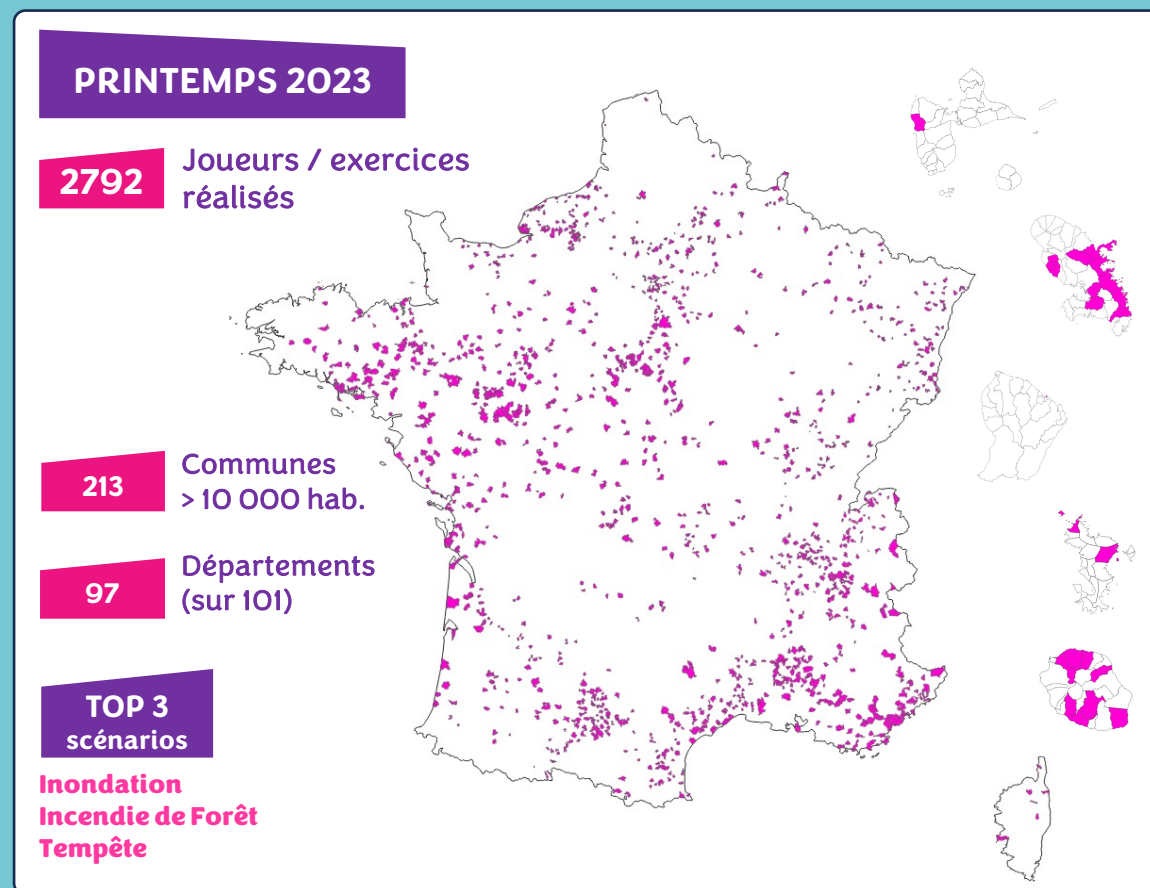 PRINTEMPS 2023
2792
Joueurs / exercices
réalisés
213
Communes
> 10 000 hab.
97
Départements
(sur 101)
TOP 3
scénarios
Inondation
Incendie de Forêt
Tempête